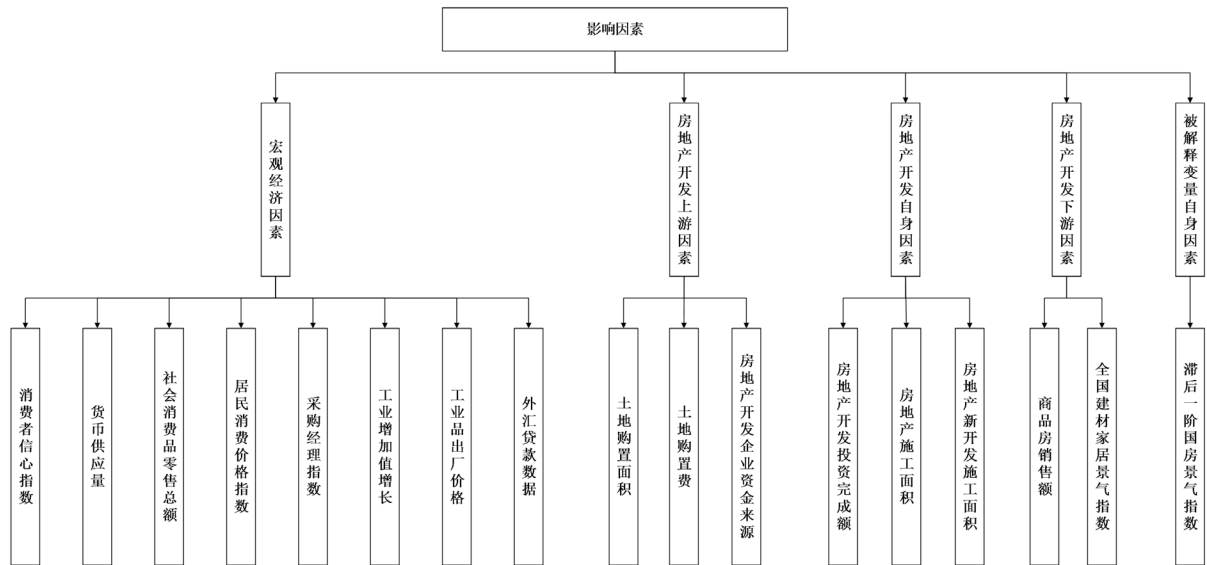 影响因素
宏观经济因素
房地产开发上游因素
房地产开发自身因素
房地产开发下游因素
被解释变量自身因素
消费者信心指数
货币供应量
社会消费品零售总额
居民消费价格指数
采购经理指数
工业增加值增长
工业品出厂价格
外汇贷款数据
土地购置面积
土地购置费
房地产开发企业资金来源
房地产开发投资完成额
房地产施工面积
房地产新开发施工面积
商品房销售额
全国建材家居景气指数
滞后一阶国房景气指数